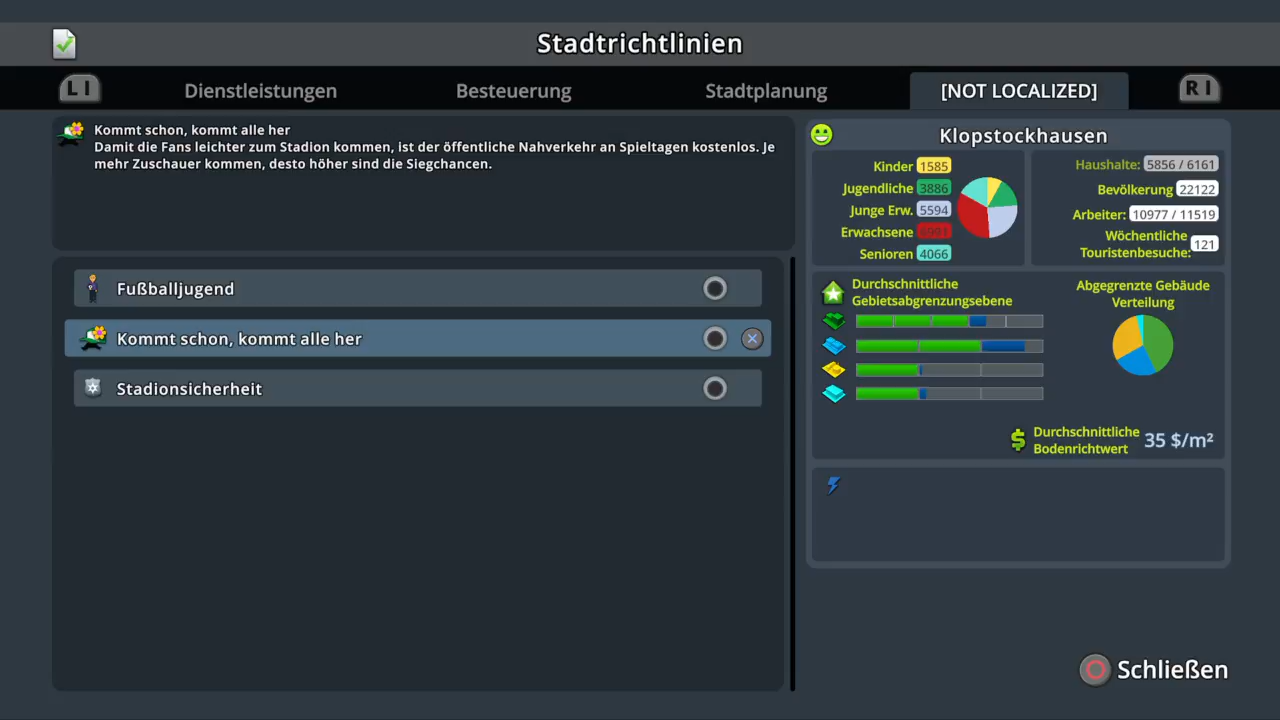 Stadtrichtlinien
L1
Dienstleistungen
Besteuerung
Stadtplanung
[NOT LOCALIZED]
R1
Kommt schon, kommt alle her
Damit die Fans leichter zum Stadion kommen, ist der öffentliche Nahverkehr an Spieltagen kostenlos. Je
mehr Zuschauer kommen, desto höher sind die Siegchancen.
Fußballjugend
Kommt schon, kommt alle her
Stadionsicherheit
Klopstockhausen
Kinder 1585
Jugendliche 3886
Junge Erw. 5594
Erwachsene 6991
Senioren 4066
Haushalte: 5856 / 6161
Bevölkerung 22122
Arbeiter: 10977 / 11519
Wöchentliche
Touristenbesuche: 121
Durchschnittliche
Gebietsabgrenzungsebene
Abgegrenzte Gebäude
Verteilung
Durchschnittliche
Bodenrichtwert
35 $/m²
Schließen